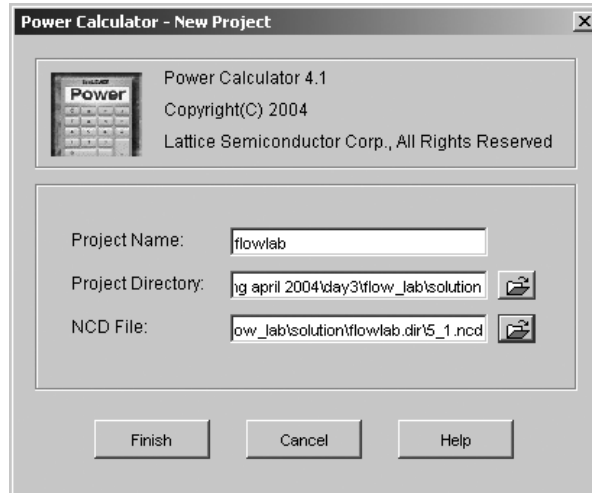 Power Calculator - New Project
Power
Power Calculator 4.1
Copyright(C) 2004
Lattice Semiconductor Corp., All Rights Reserved
Project Name:
flowlab
Project Directory:
ng april 2004\day3\flow_lab\solution
NCD File:
ow_lab\solution\flowlab.dir\5_1.ncd
Finish
Cancel
Help